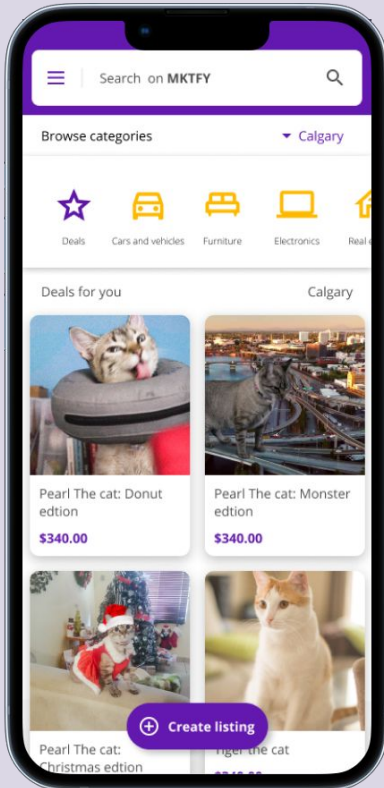 Search on MKTFY
Browse categories
Calgary
Deals
Cars and vehicles
Furniture
Electronics
Real e
Deals for you
Calgary
Pearl The cat: Donut
edtion
$340.00
Pearl The cat: Monster
edtion
$340.00
Pearl The cat:
Christmas edtion
Tiger the cat
Create listing